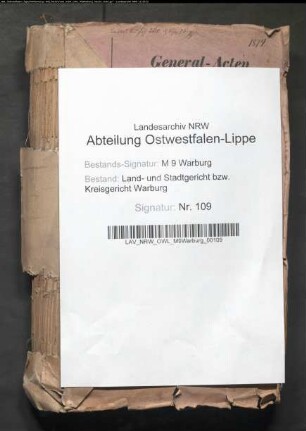 1879
General-Acten
Landesarchiv NRW
Abteilung Ostwestfalen-Lippe
Bestands-Signatur: M 9 Warburg
Bestand: Land- und Stadtgericht bzw.
Kreisgericht Warburg
Signatur: Nr. 109
LAV_NRW_OWL_M9Warburg_00109